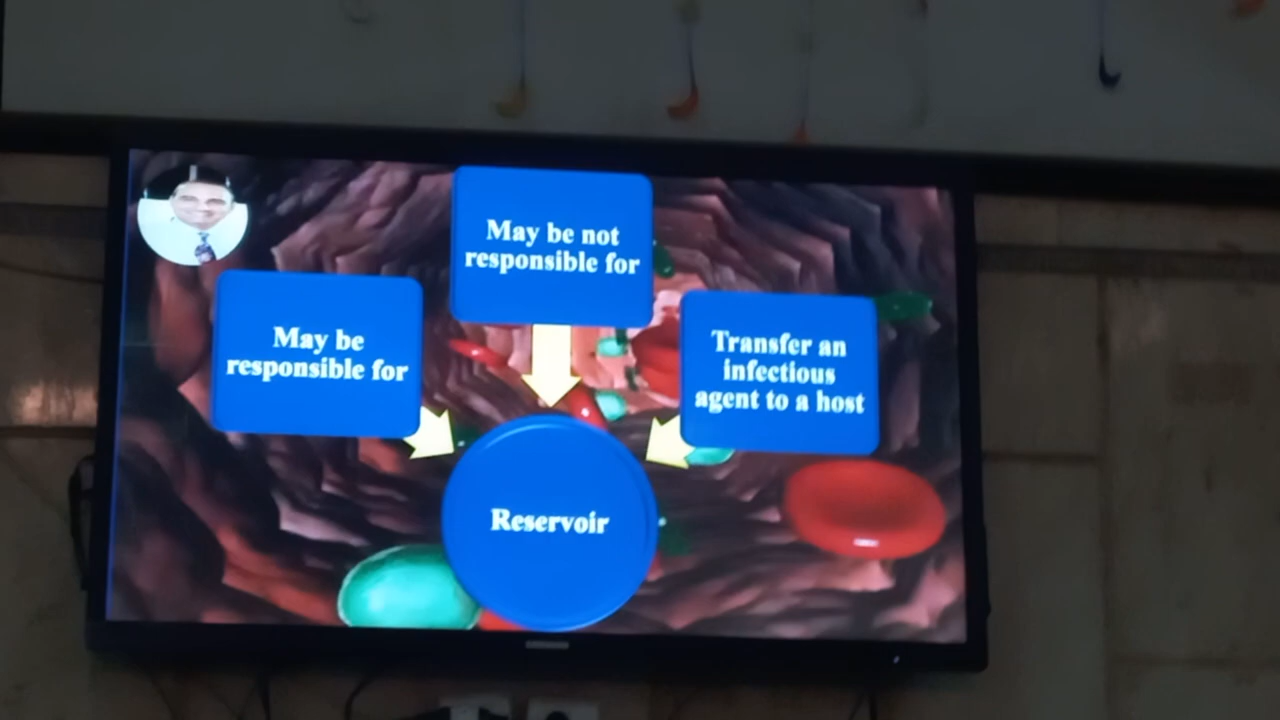 May be not
responsible for
May be
responsible for
Transfer an
infectious
agent to a host
Reservoir